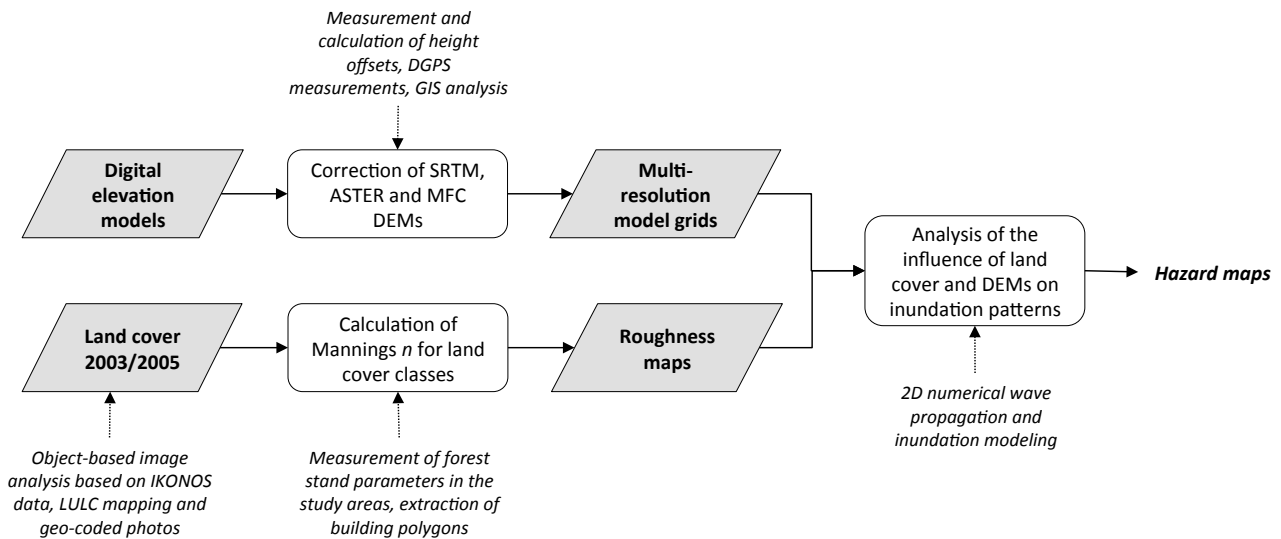 Measurement and
calculation of height
offsets, DGPS
measurements, GIS analysis
Digital
elevation
models
Correction of SRTM,
ASTER and MFC
DEMs
Multi-
resolution
model grids
Analysis of the
influence of land
cover and DEMs on
inundation patterns
Hazard maps
Land cover
2003/2005
Calculation of
Mannings n for land
cover classes
Roughness
maps
2D numerical wave
propagation and
inundation modeling
Object-based image
analysis based on IKONOS
data, LULC mapping and
geo-coded photos
Measurement of forest
stand parameters in the
study areas, extraction of
building polygons